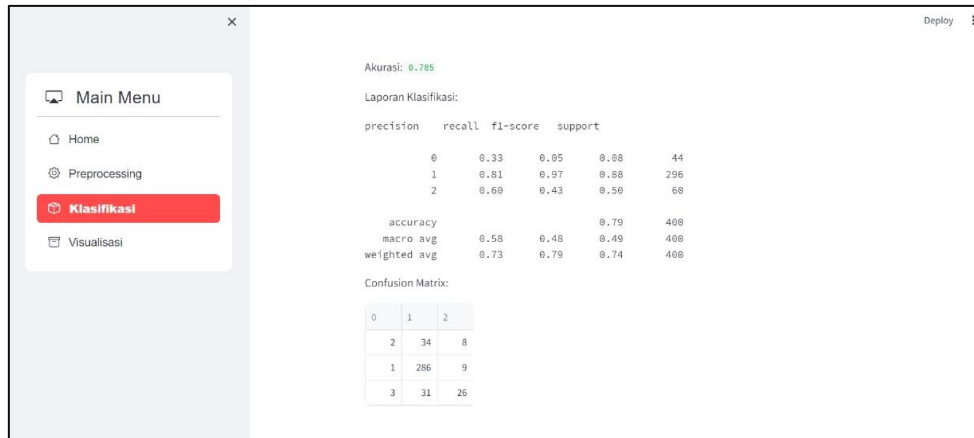 Deploy
Main Menu
Home
Preprocessing
Klasifikasi
Visualisasi
Akurasi: 0.785
Laporan Klasifikasi:
precision recall f1-score support
0 0.33 0.05 0.08 44
1 0.81 0.97 0.88 296
2 0.60 0.43 0.50 60
accuracy 0.79 400
macro avg 0.58 0.48 0.49 400
weighted avg 0.73 0.79 0.74 400
Confusion Matrix:
0 1 2
2 34 8
1 286 9
3 31 26